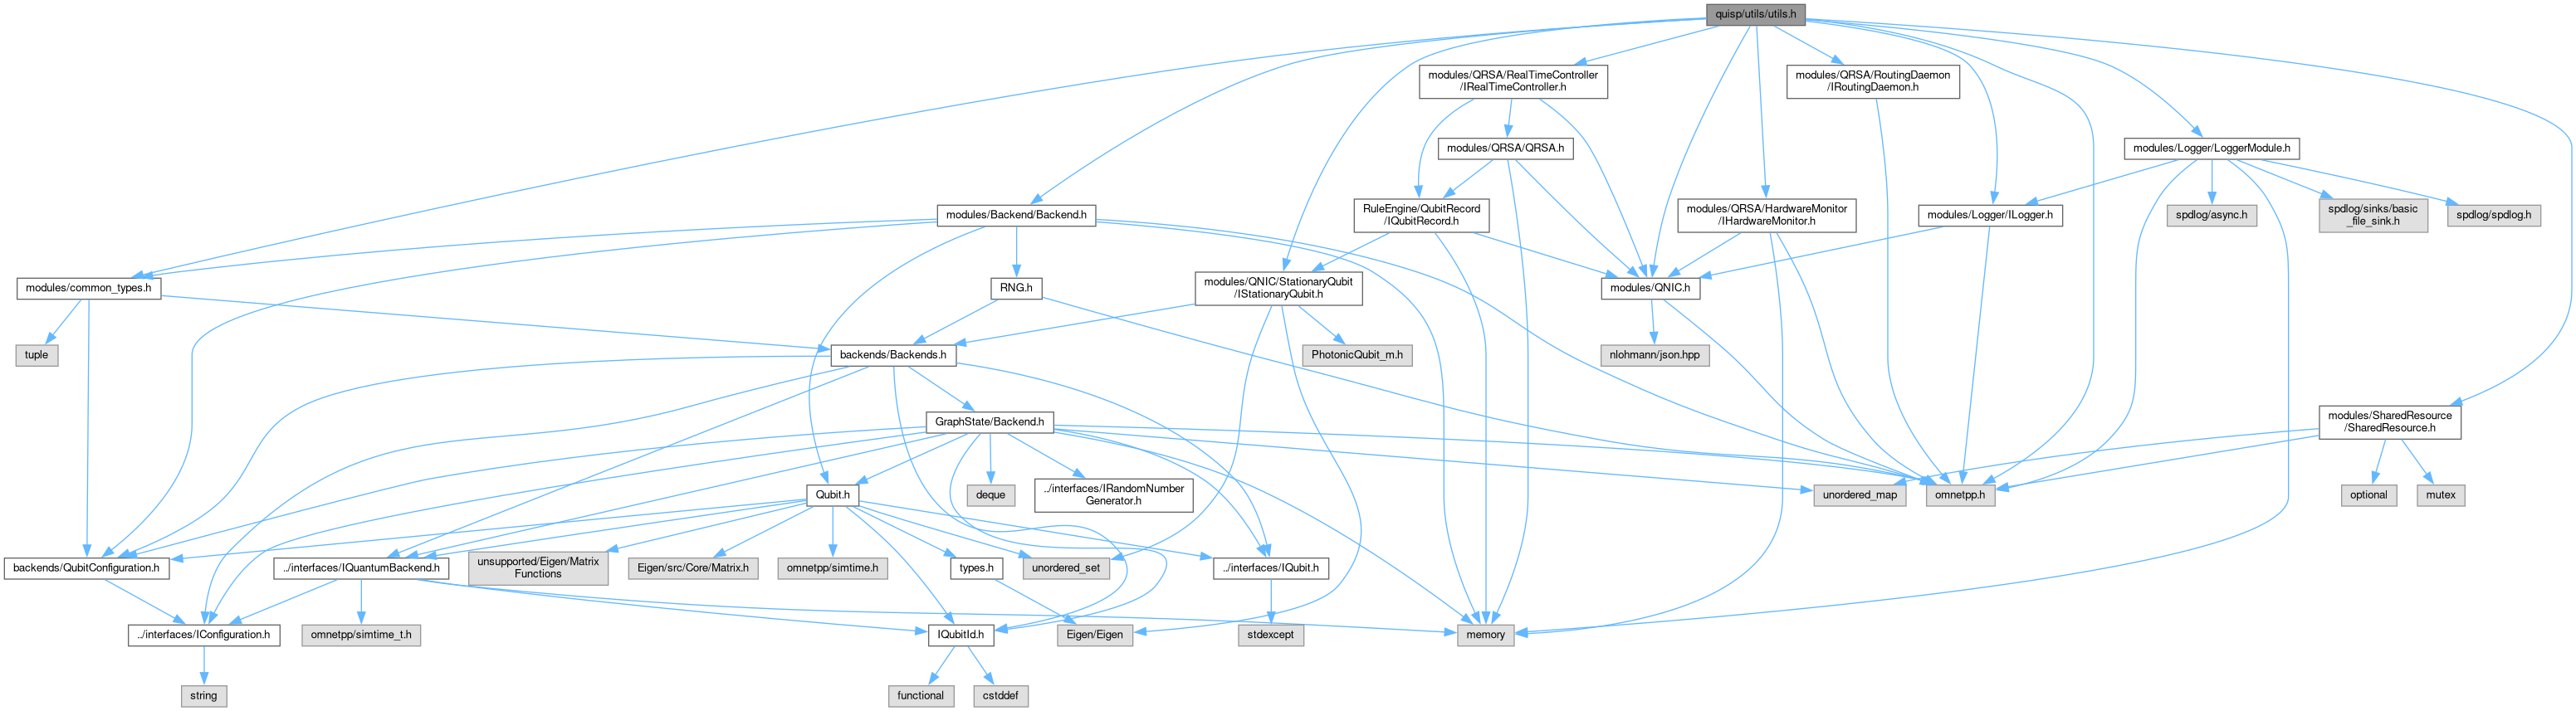 quisp/utils/utils.h
modules/QRSA/RealTimeController
/IRealTimeController.h
modules/QRSA/RoutingDaemon
/IRoutingDaemon.h
modules/QRSA/QRSA.h
modules/Logger/LoggerModule.h
modules/Backend/Backend.h
RuleEngine/QubitRecord
/IQubitRecord.h
modules/QRSA/HardwareMonitor
/IHardwareMonitor.h
modules/Logger/ILogger.h
spdlog/async.h
spdlog/sinks/basic
_file_sink.h
spdlog/spdlog.h
modules/common_types.h
RNG.h
modules/QNIC/StationaryQubit
/IStationaryQubit.h
modules/QNIC.h
tuple
backends/Backends.h
PhotonicQubit_m.h
nlohmann/json.hpp
GraphState/Backend.h
modules/SharedResource
/SharedResource.h
Qubit.h
deque
../interfaces/IRandomNumber
Generator.h
unordered_map
omnetpp.h
optional
mutex
backends/QubitConfiguration.h
../interfaces/IQuantumBackend.h
unsupported/Eigen/Matrix
Functions
Eigen/src/Core/Matrix.h
omnetpp/simtime.h
types.h
unordered_set
../interfaces/IQubit.h
../interfaces/IConfiguration.h
omnetpp/simtime_t.h
IQubitId.h
Eigen/Eigen
stdexcept
memory
string
functional
cstddef